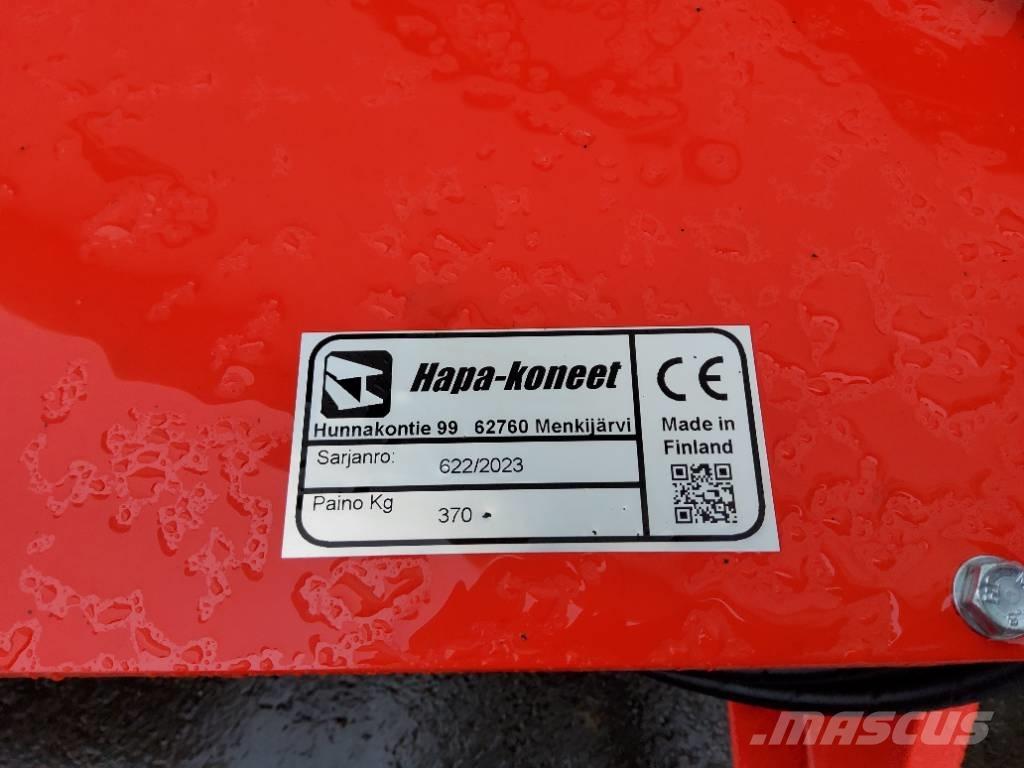 Hapa-koneet
Hunnakontie 99 62760 Menkijärvi
Sarjanro: 622/2023
Paino Kg 370
CE
Made in
Finland
MASCUS